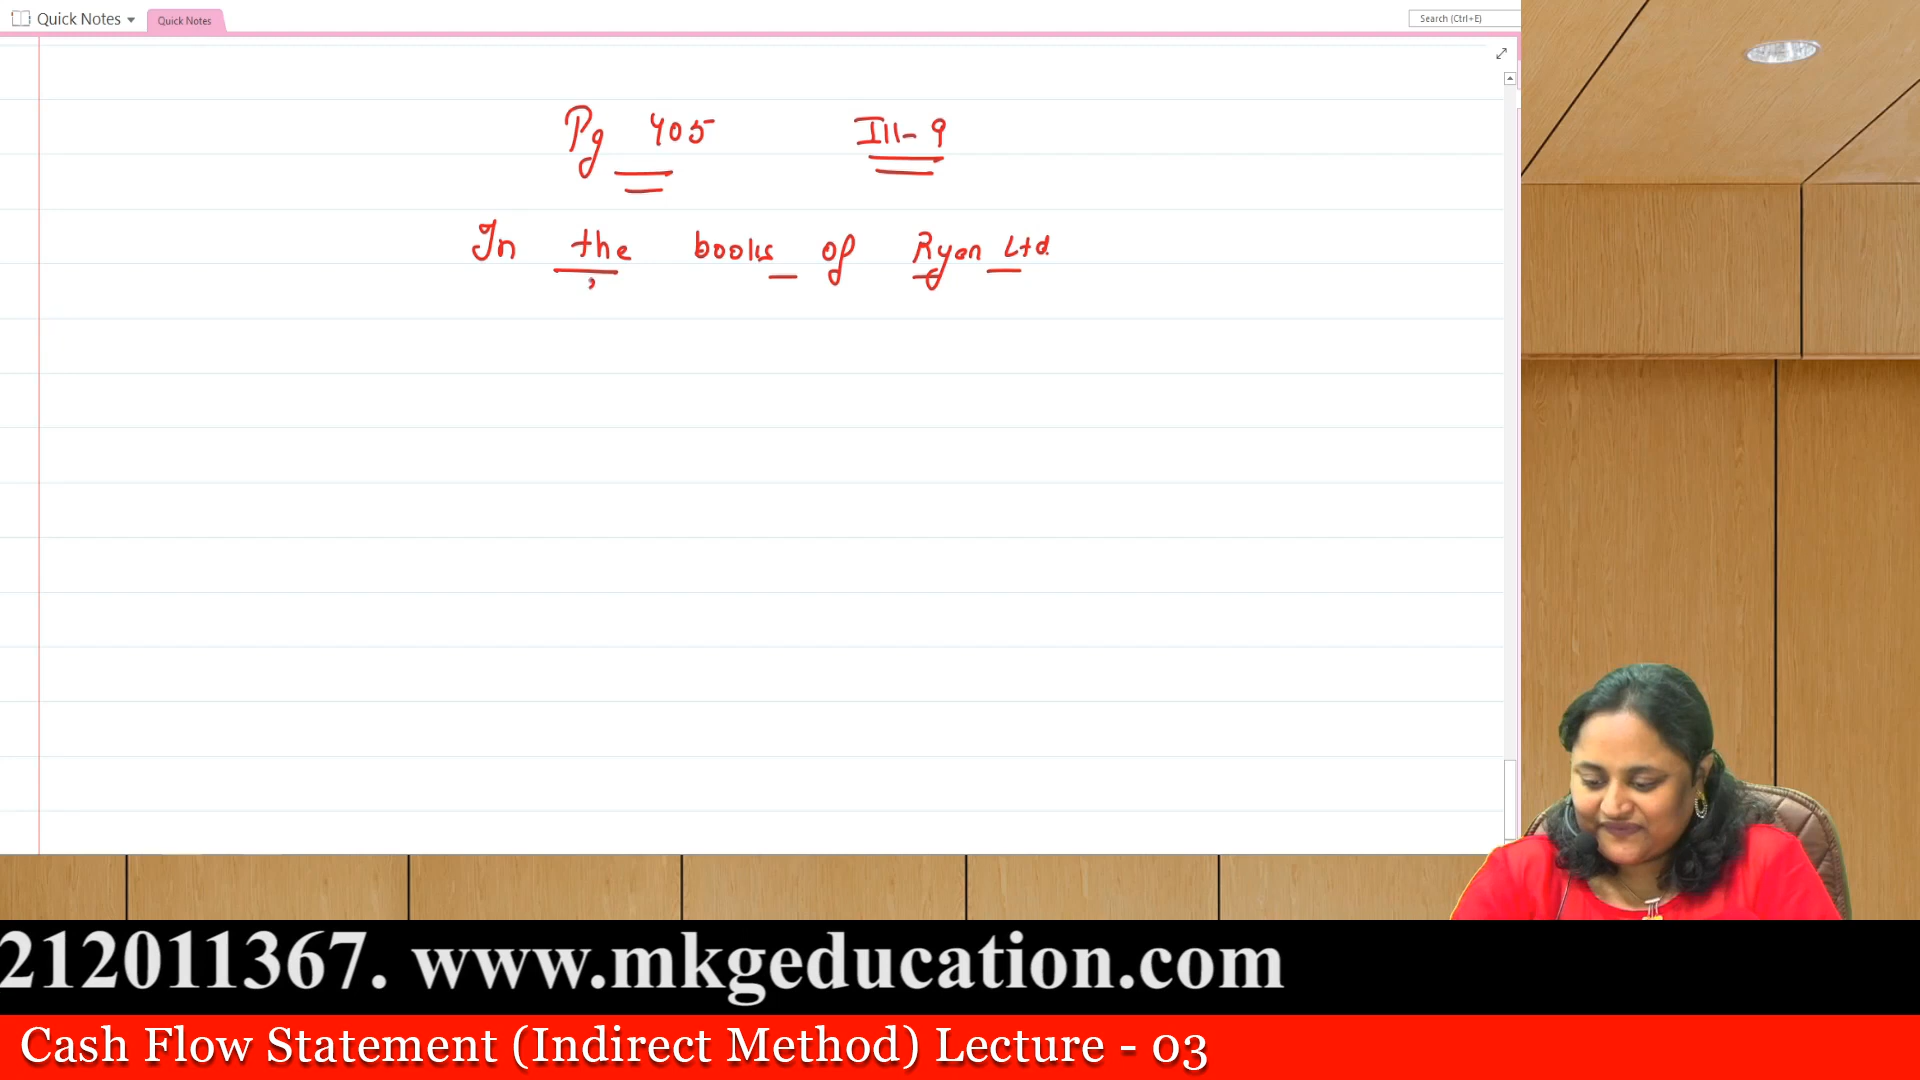 Quick Notes
Quick Notes
Search (Ctrl+E)
Pg 405 Ill-9
In the books of Ryan Ltd.
212011367. www.mkgeducation.com
Cash Flow Statement (Indirect Method) Lecture - 03